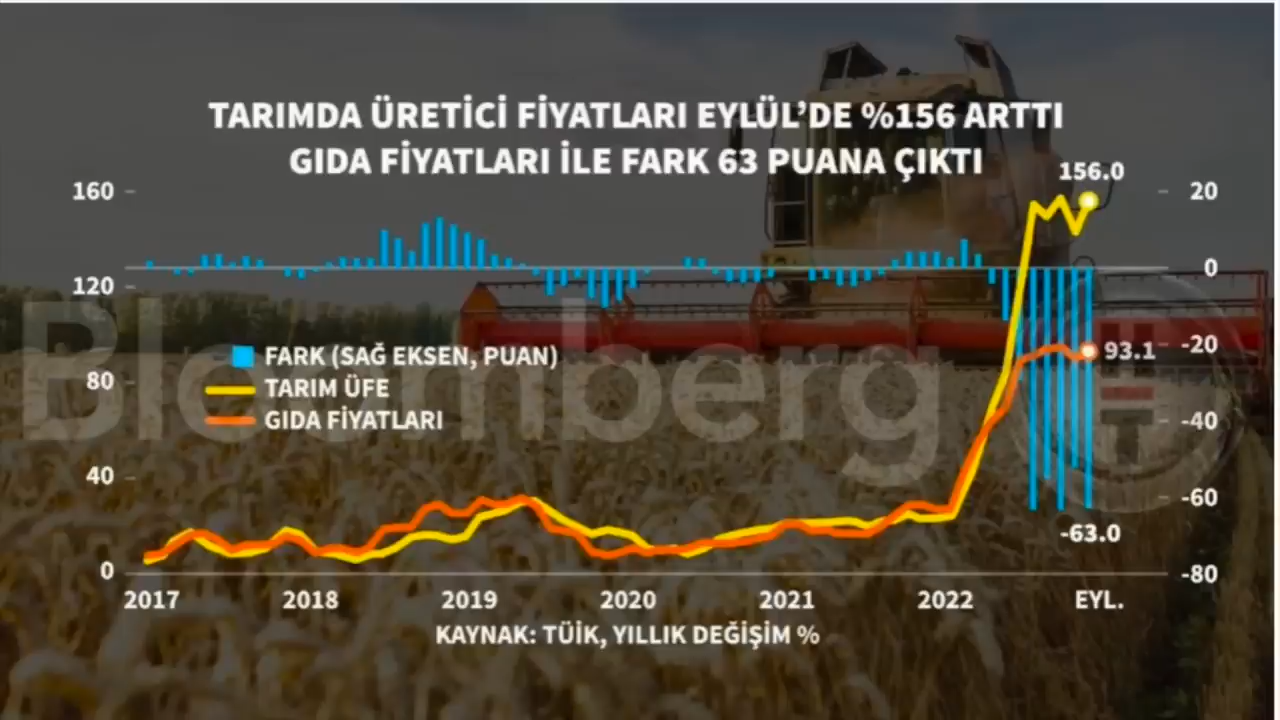 TARIMDA ÜRETİCİ FİYATLARI EYLÜL'DE %156 ARTTI
GIDA FİYATLARI İLE FARK 63 PUANA ÇIKTI
156.0
160
20
0
120
Bloomberg HT
FARK (SAĞ EKSEN, PUAN)
-20
93.1
80
TARIM ÜFE
GIDA FİYATLARI
-40
40
-60
-63.0
0
-80
2017 2018 2019 2020 2021 2022 EYL.
KAYNAK: TÜİK, YILLIK DEĞİŞİM %